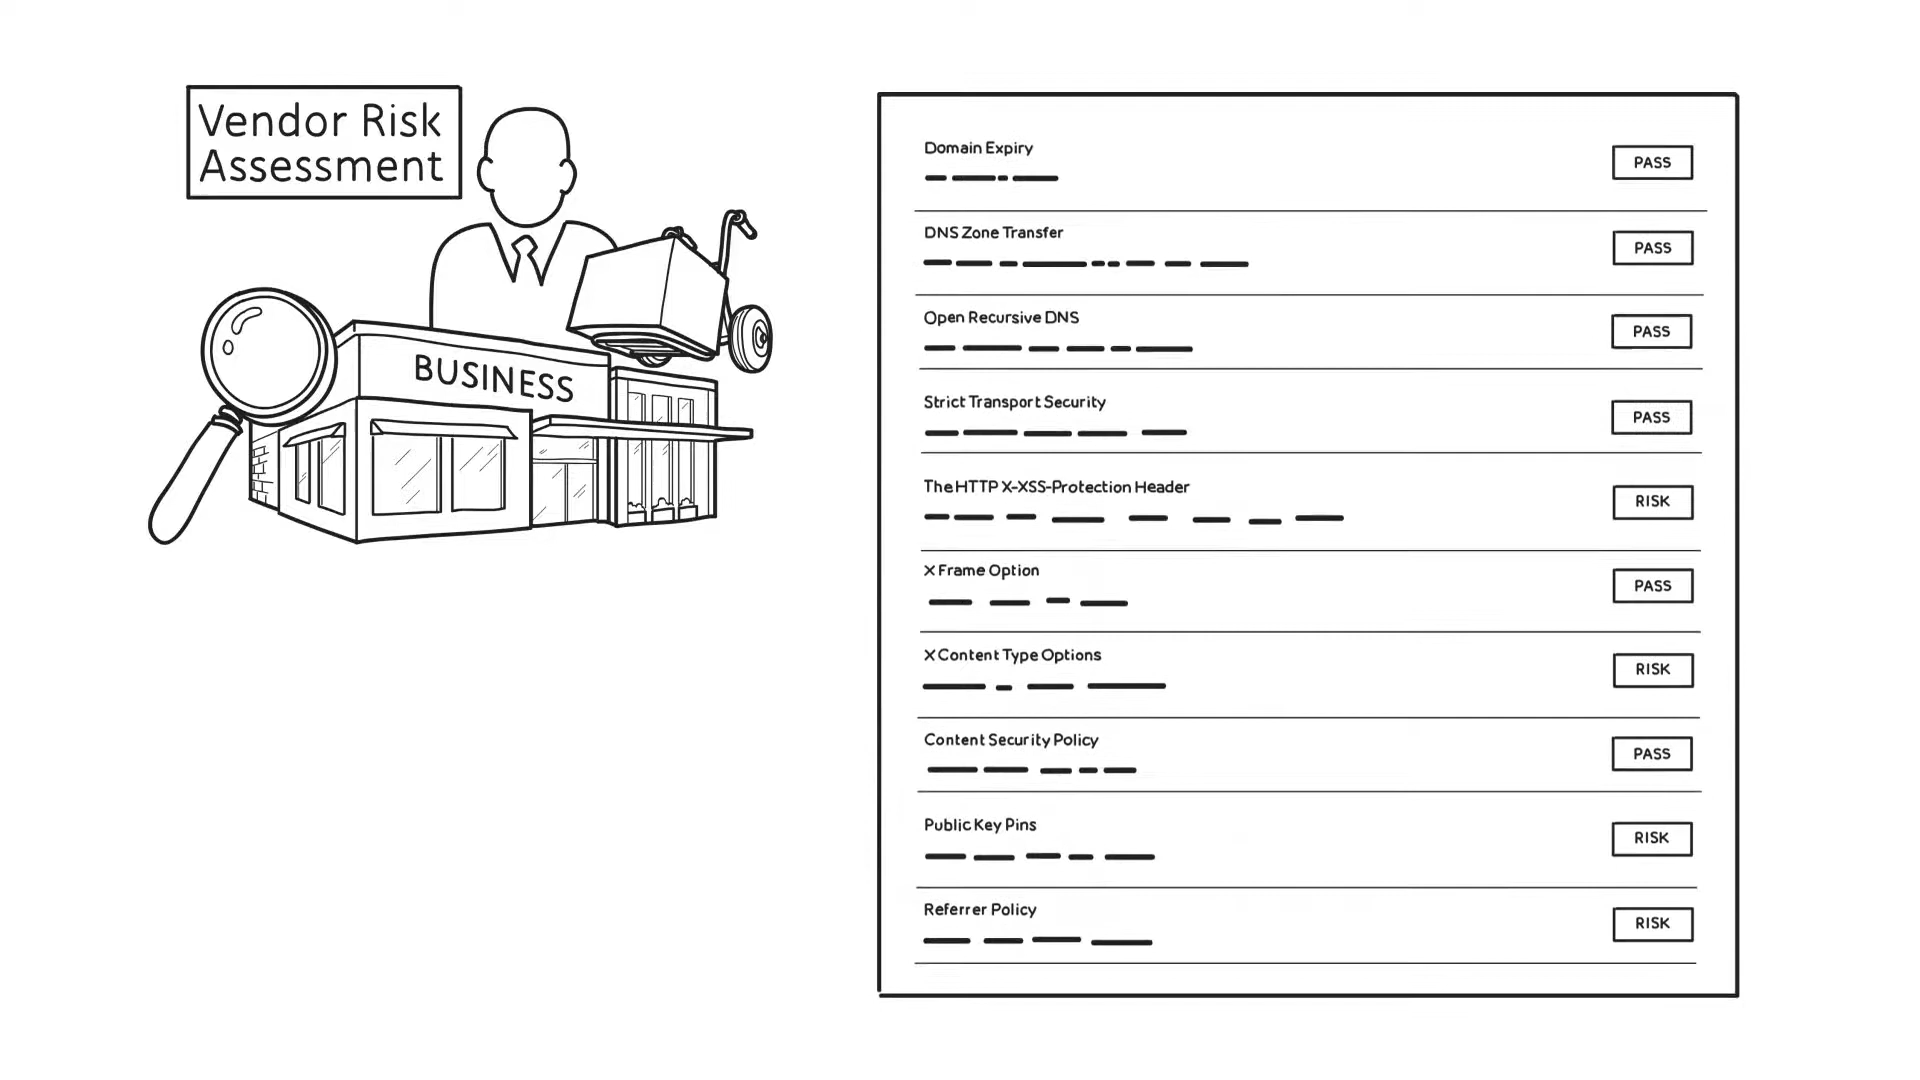 Vendor Risk
Assessment
BUSINESS
Domain Expiry
PASS
DNS Zone Transfer
PASS
Open Recursive DNS
PASS
Strict Transport Security
PASS
The HTTP X-XSS-Protection Header
RISK
X Frame Option
PASS
X Content Type Options
RISK
Content Security Policy
PASS
Public Key Pins
RISK
Referrer Policy
RISK